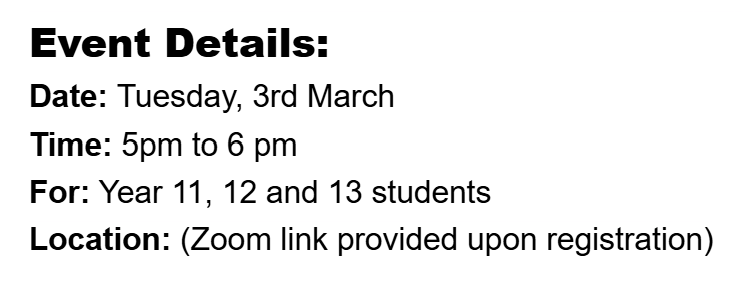 Event Details:
Date: Tuesday, 3rd March
Time: 5pm to 6 pm
For: Year 11, 12 and 13 students
Location: (Zoom link provided upon registration)